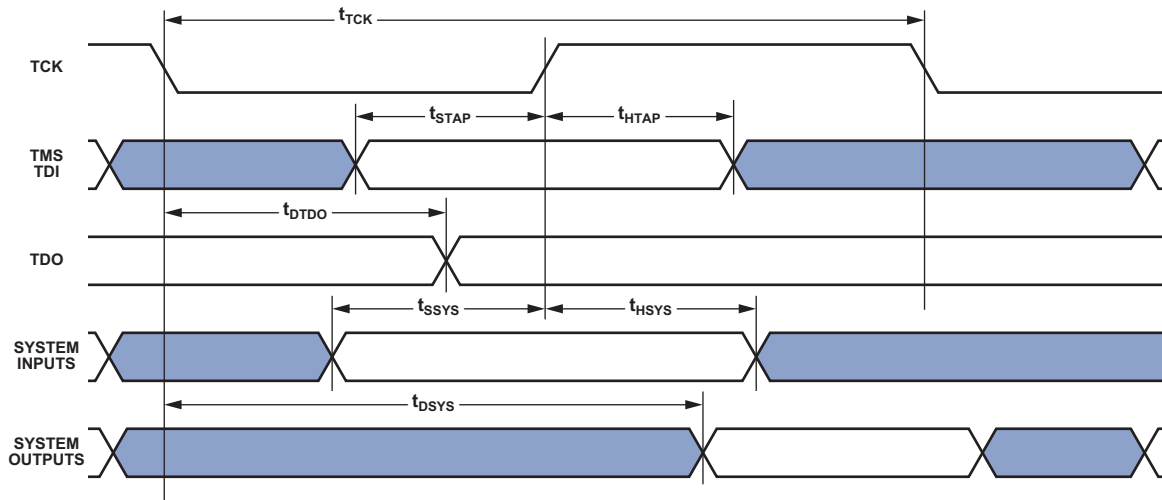 tTCK
TCK
tSTAP
tHTAP
TMS
TDI
tDTDO
TDO
tSSYS
tHSYS
SYSTEM
INPUTS
tDSYS
SYSTEM
OUTPUTS